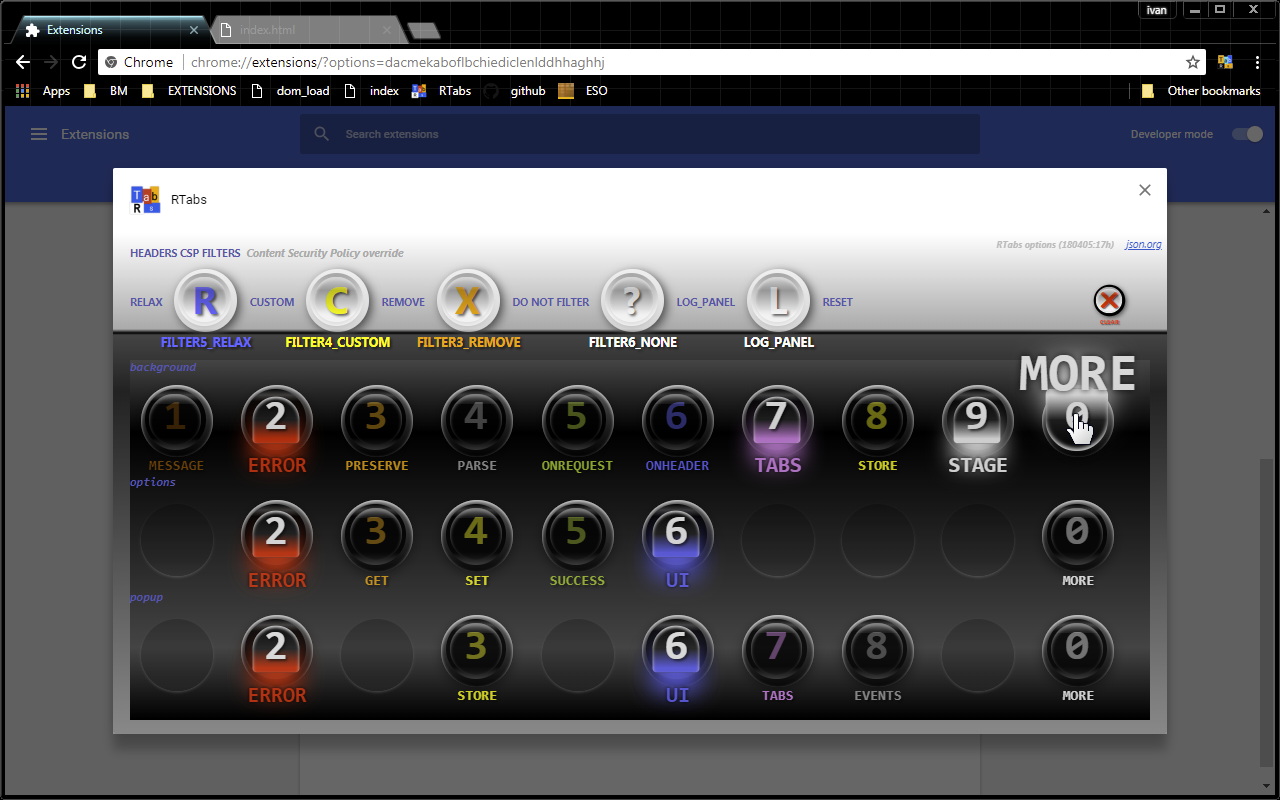 ivan
Extensions
index.html
Chrome chrome://extensions/?options=dacmekaboflbchiediclenlddhhaghhj
Apps BM EXTENSIONS dom_load index RTabs github ESO Other bookmarks
Extensions Search extensions Developer mode
Tab R s RTabs
RTabs options (180405:17h) json.org
HEADERS CSP FILTERS Content Security Policy override
RELAX R CUSTOM C REMOVE X DO NOT FILTER ? LOG_PANEL L RESET
CLEAR
FILTER5_RELAX FILTER4_CUSTOM FILTER3_REMOVE FILTER6_NONE LOG_PANEL
background
MORE
1 2 3 4 5 6 7 8 9 0
MESSAGE ERROR PRESERVE PARSE ONREQUEST ONHEADER TABS STORE STAGE
options
2 3 4 5 6 0
ERROR GET SET SUCCESS UI MORE
popup
2 3 6 7 8 0
ERROR STORE UI TABS EVENTS MORE